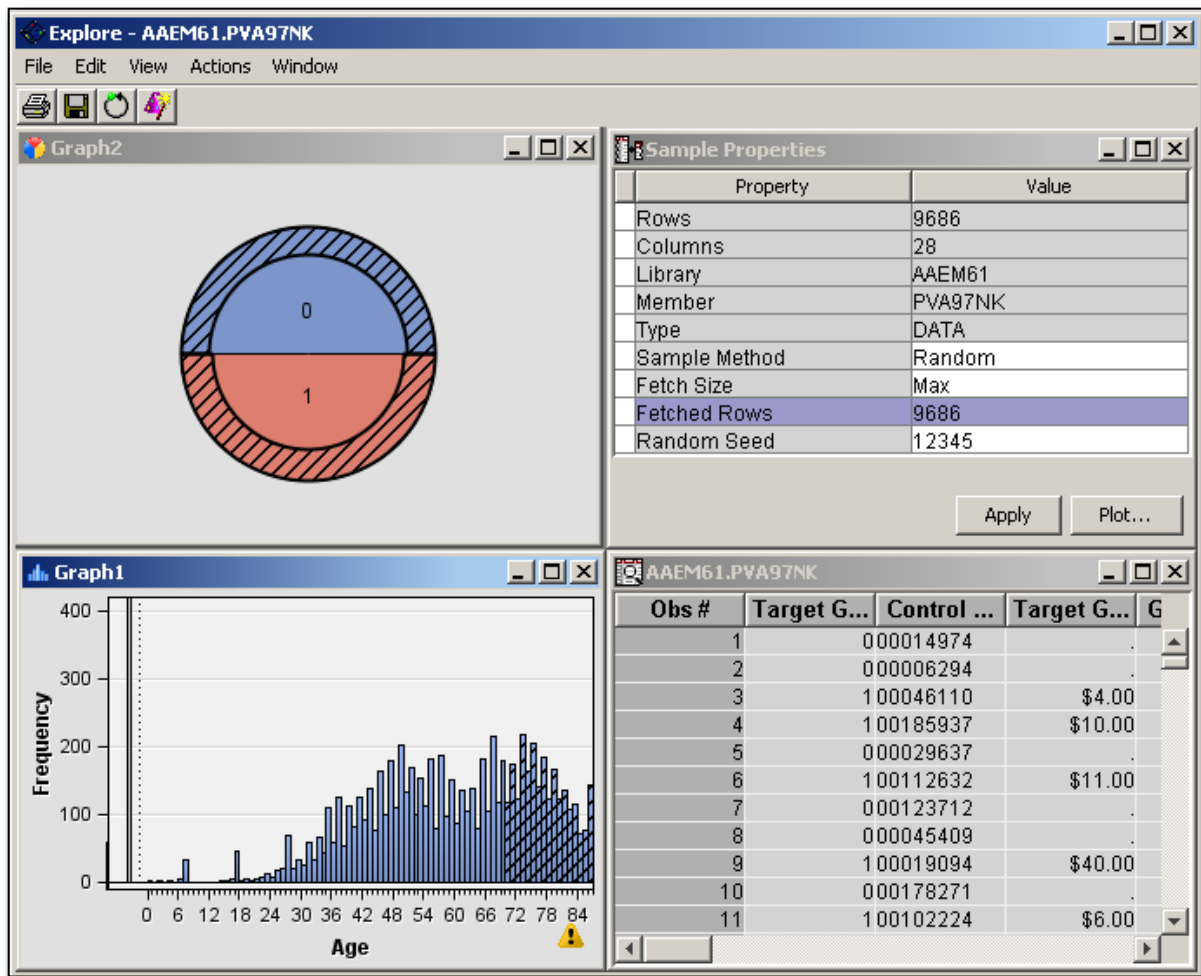 Explore - AAEM61.PVA97NK
File Edit View Actions Window
Graph2
0
1
Sample Properties
Property Value
Rows 9686
Columns 28
Library AAEM61
Member PVA97NK
Type DATA
Sample Method Random
Fetch Size Max
Fetched Rows 9686
Random Seed 12345
Apply Plot...
Graph1
Frequency
400
300
200
100
0
0 6 12 18 24 30 36 42 48 54 60 66 72 78 84
Age
AAEM61.PVA97NK
Obs # Target G... Control ... Target G... G
1 0 00014974 .
2 0 00006294 .
3 1 00046110 $4.00
4 1 00185937 $10.00
5 0 00029637 .
6 1 00112632 $11.00
7 0 00123712 .
8 0 00045409 .
9 1 00019094 $40.00
10 0 00178271 .
11 1 00102224 $6.00